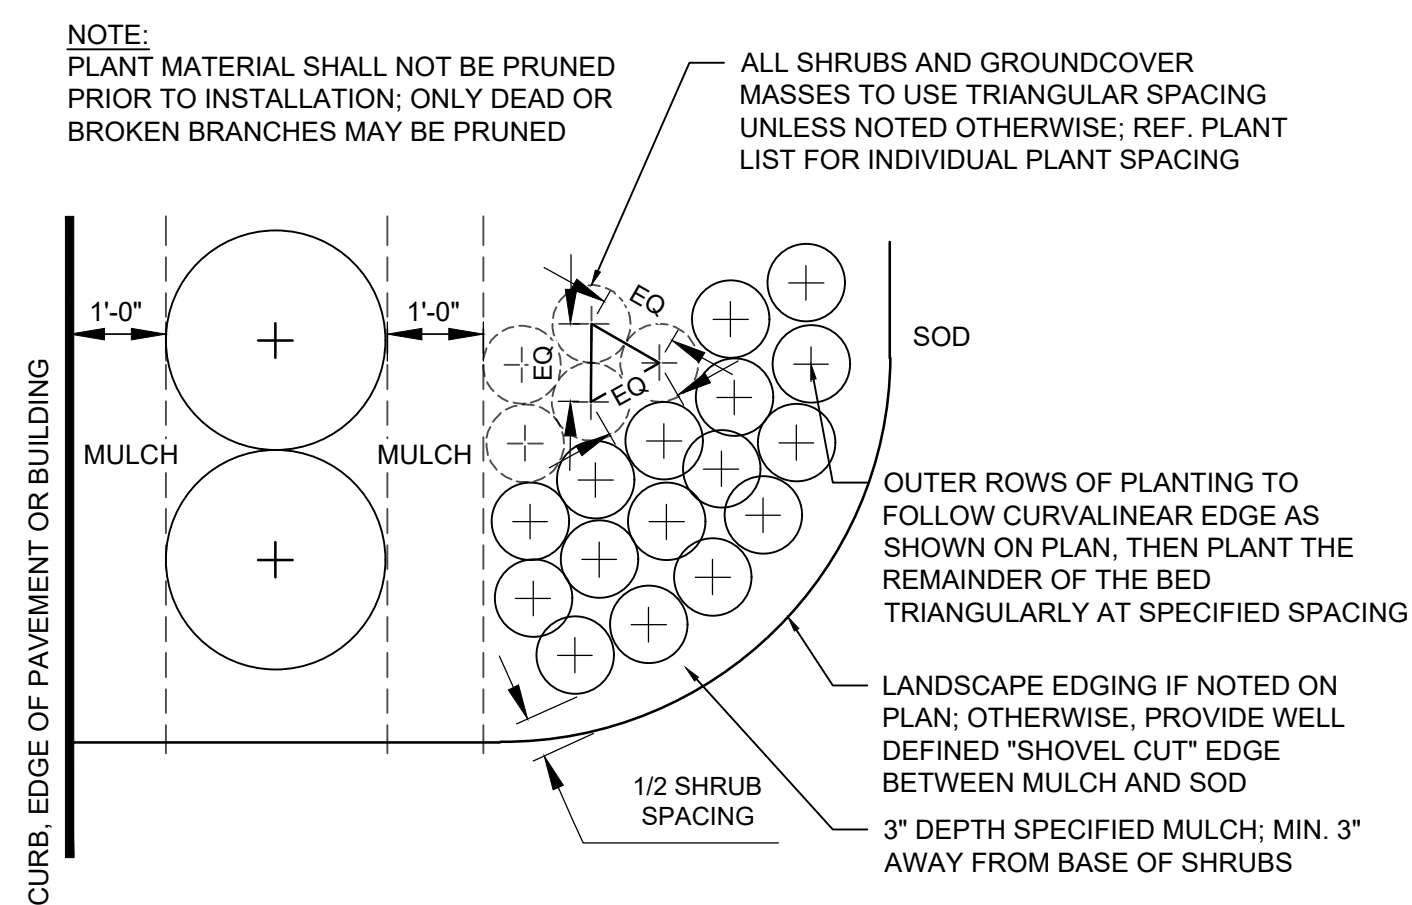 NOTE:
PLANT MATERIAL SHALL NOT BE PRUNED
PRIOR TO INSTALLATION; ONLY DEAD OR
BROKEN BRANCHES MAY BE PRUNED
ALL SHRUBS AND GROUNDCOVER
MASSES TO USE TRIANGULAR SPACING
UNLESS NOTED OTHERWISE; REF. PLANT
LIST FOR INDIVIDUAL PLANT SPACING
1'-0"
1'-0"
EQ
EQ
EQ
SOD
MULCH
MULCH
CURB, EDGE OF PAVEMENT OR BUILDING
OUTER ROWS OF PLANTING TO
FOLLOW CURVALINEAR EDGE AS
SHOWN ON PLAN, THEN PLANT THE
REMAINDER OF THE BED
TRIANGULARLY AT SPECIFIED SPACING
LANDSCAPE EDGING IF NOTED ON
PLAN; OTHERWISE, PROVIDE WELL
DEFINED "SHOVEL CUT" EDGE
BETWEEN MULCH AND SOD
1/2 SHRUB
SPACING
3" DEPTH SPECIFIED MULCH; MIN. 3"
AWAY FROM BASE OF SHRUBS